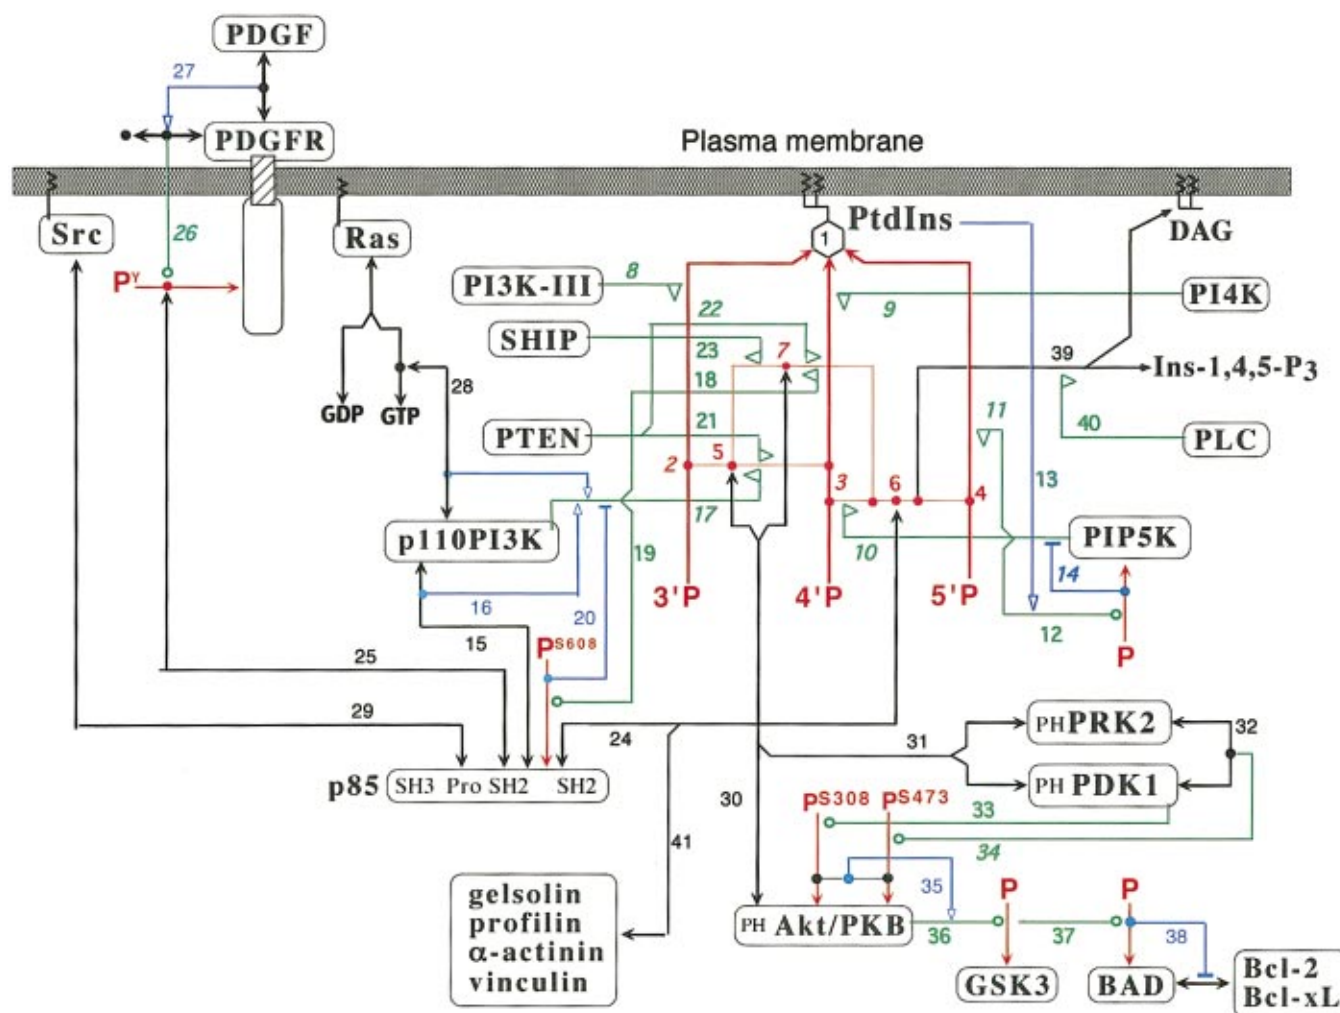 PDGF
27
PDGFR
Plasma membrane
Src
26
Ras
PtdIns
1
DAG
P^Y
PI3K-III
8
PI4K
9
22
SHIP
23
7
18
39
Ins-1,4,5-P3
28
GDP
GTP
PTEN
21
11
40
PLC
2
5
3
6
4
13
17
p110PI3K
19
10
PIP5K
14
16
20
3'P
4'P
5'P
12
15
P^S608
P
25
29
24
31
PH PRK2
32
p85
SH3 Pro SH2 SH2
PH PDK1
30
P^S308
P^S473
33
41
34
gelsolin
profilin
α-actinin
vinculin
35
P
P
PH Akt/PKB
36
37
38
GSK3
BAD
Bcl-2
Bcl-xL